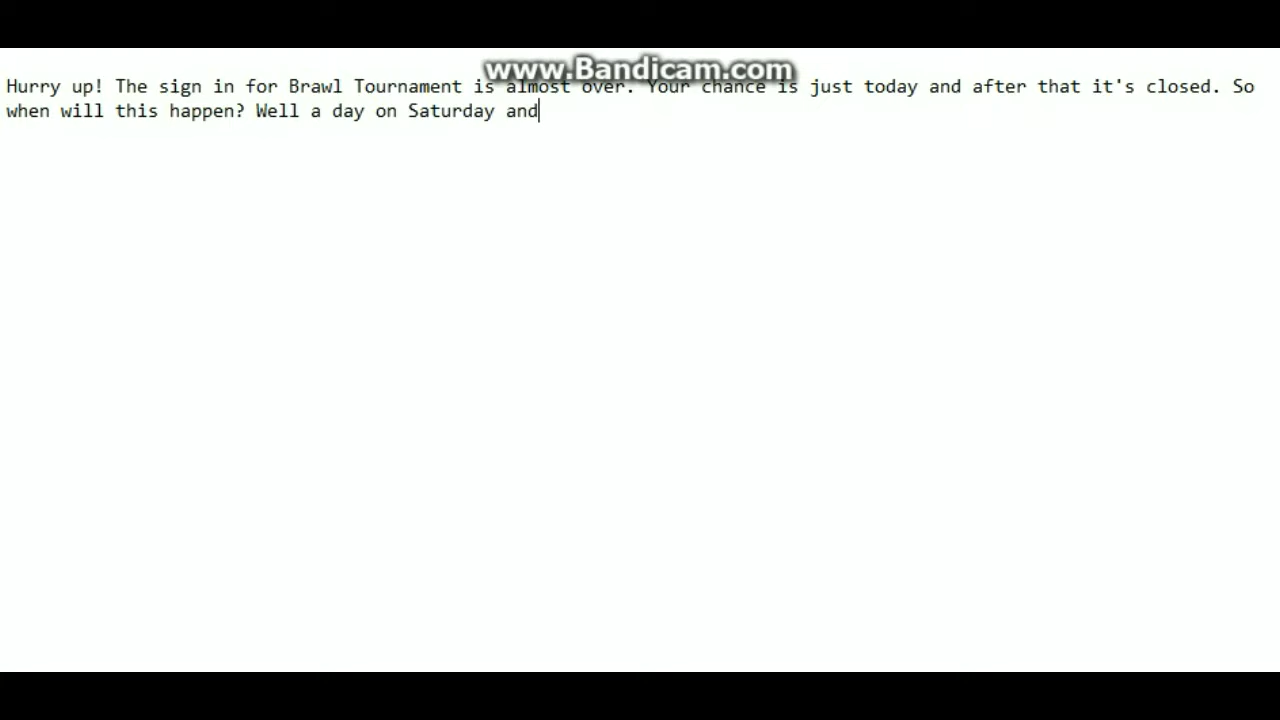 www.Bandicam.com
Hurry up! The sign in for Brawl Tournament is almost over. Your chance is just today and after that it's closed. So
when will this happen? Well a day on Saturday and